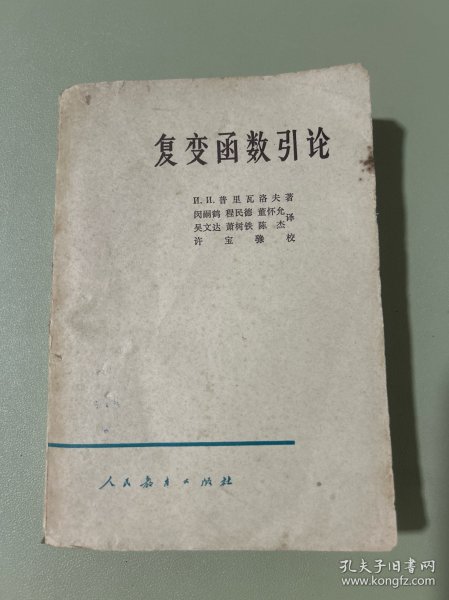 复变函数引论
И. И. 普里瓦洛夫著
闵嗣鹤 程民德 董怀允
吴文达 萧树铁 陈杰 译
许宝騄校
人民教育出版社
孔夫子旧书网
www.kongfz.com